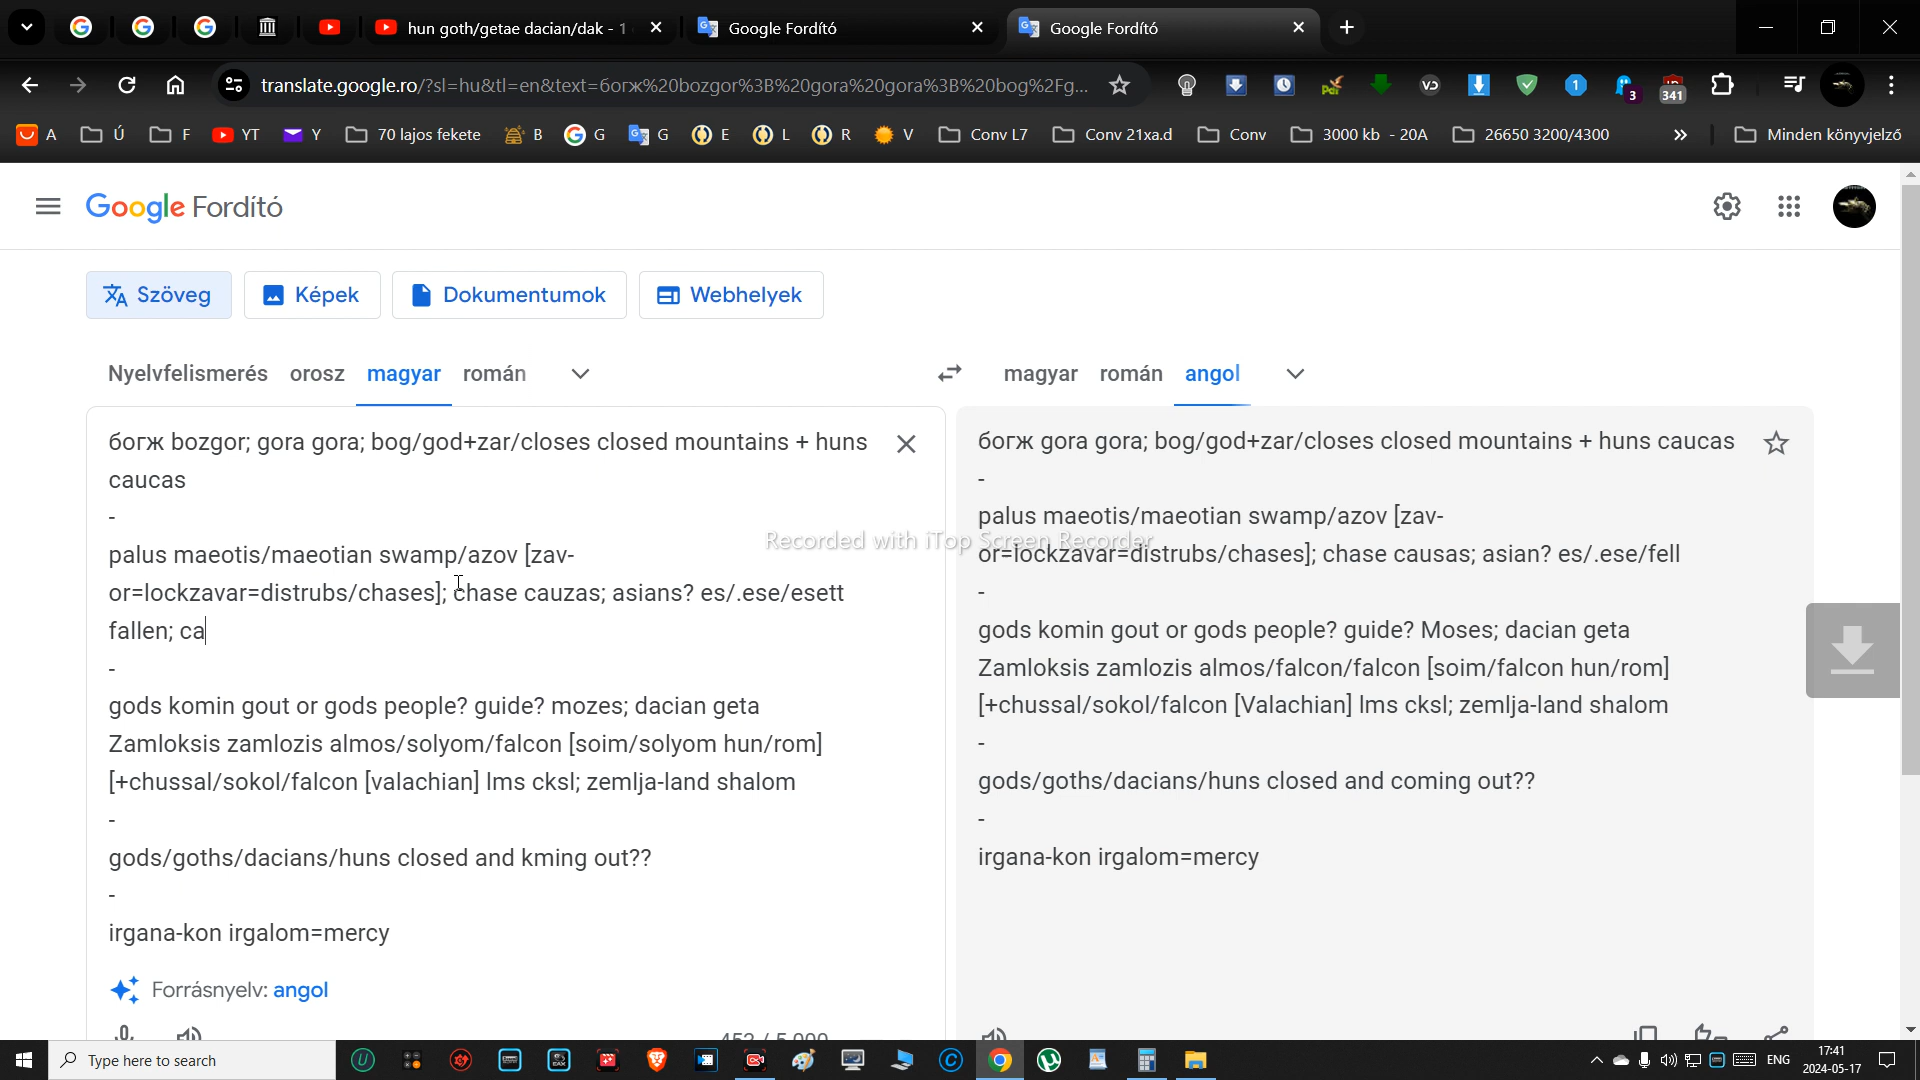 hun goth/getae dacian/dak - 1
Google Fordító
Google Fordító
translate.google.ro/?sl=hu&tl=en&text=богж%20bozgor%3B%20gora%20gora%3B%20bog%2Fg...
3
341
A
Ú
F
YT
Y
70 lajos fekete
B
G
G
E
L
R
V
Conv L7
Conv 21xa.d
Conv
3000 kb - 20A
26650 3200/4300
»
Minden könyvjelző
Google Fordító
Szöveg
Képek
Dokumentumok
Webhelyek
Nyelvfelismerés
orosz
magyar
román
magyar
román
angol
богж bozgor; gora gora; bog/god+zar/closes closed mountains + huns
caucas
-
palus maeotis/maeotian swamp/azov [zav-
or=lockzavar=distrubs/chases]; chase cauzas; asians? es/.ese/esett
fallen; ca
-
gods komin gout or gods people? guide? mozes; dacian geta
Zamloksis zamlozis almos/solyom/falcon [soim/solyom hun/rom]
[+chussal/sokol/falcon [valachian] lms cksl; zemlja-land shalom
-
gods/goths/dacians/huns closed and kming out??
-
irgana-kon irgalom=mercy
Forrásnyelv: angol
453 / 5 000
богж gora gora; bog/god+zar/closes closed mountains + huns caucas
-
palus maeotis/maeotian swamp/azov [zav-
or=lockzavar=distrubs/chases]; chase causas; asian? es/.ese/fell
-
gods komin gout or gods people? guide? Moses; dacian geta
Zamloksis zamlozis almos/falcon/falcon [soim/falcon hun/rom]
[+chussal/sokol/falcon [Valachian] lms cksl; zemlja-land shalom
-
gods/goths/dacians/huns closed and coming out??
-
irgana-kon irgalom=mercy
Recorded with iTop Screen Recorder
Type here to search
ENG
17:41
2024-05-17